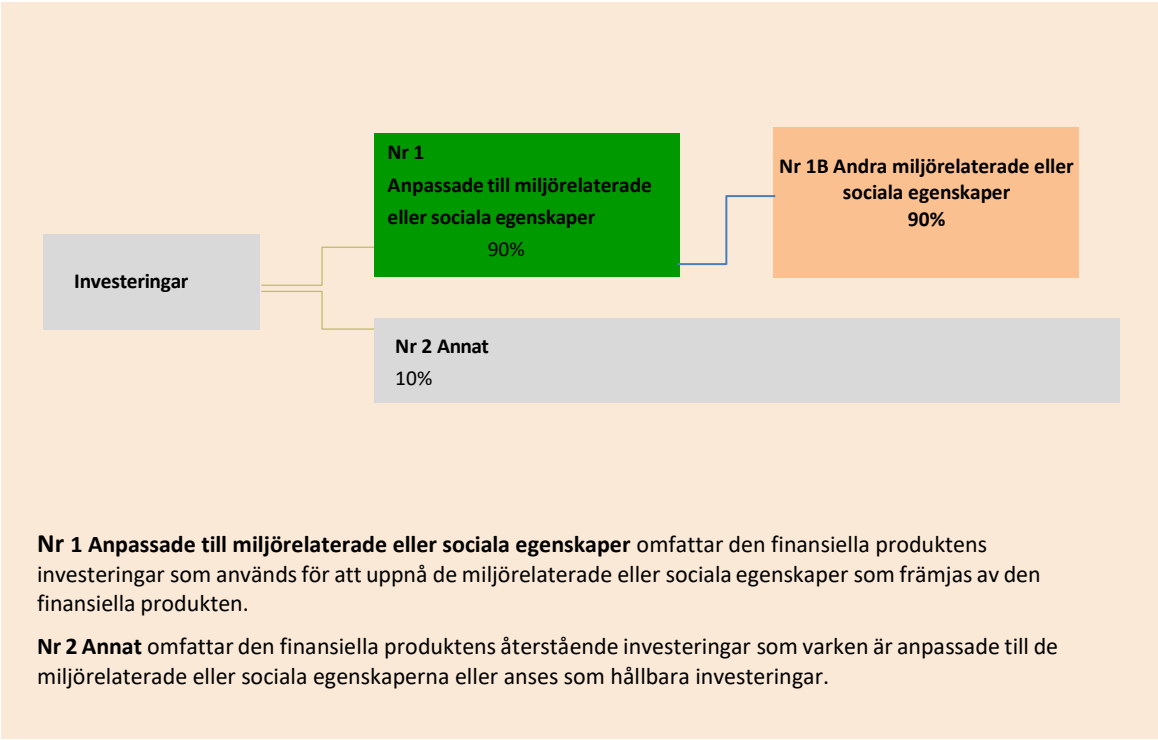 Nr 1
Anpassade till miljörelaterade
eller sociala egenskaper
90%
Nr 1B Andra miljörelaterade eller
sociala egenskaper
90%
Investeringar
Nr 2 Annat
10%
Nr 1 Anpassade till miljörelaterade eller sociala egenskaper omfattar den finansiella produktens
investeringar som används för att uppnå de miljörelaterade eller sociala egenskaper som främjas av den
finansiella produkten.
Nr 2 Annat omfattar den finansiella produktens återstående investeringar som varken är anpassade till de
miljörelaterade eller sociala egenskaperna eller anses som hållbara investeringar.